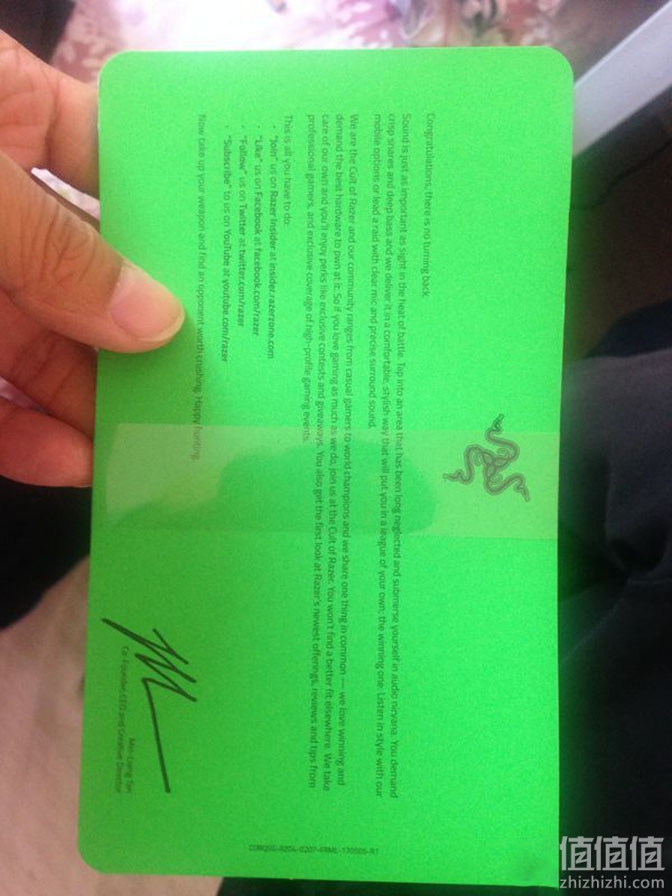 Congratulations, there is no turning back.
Sound is just as important as sight in the heat of battle. Tap into an area that has been long neglected and submerse yourself in audio nirvana. You demand
crisp snares and deep bass and we deliver it in a comfortable, stylish way that will put you in a league of your own: the winning one. Listen in style with our
mobile options or lead a raid with clear mic and precise surround sound.
We are the Cult of Razer and our community ranges from casual gamers to world champions and we share one thing in common — we love winning and
demand the best hardware to own at it. So if you love gaming as much as we do, join us at the Cult of Razer. You won't find a better fit elsewhere. We take
care of our own and you'll enjoy perks like exclusive contests and giveaways. You also get the first look at Razer's newest offerings, reviews and tips from
professional gamers, and exclusive coverage of high-profile gaming events.
This is all you have to do:
• "Join" us on Razer Insider at insider.razerzone.com
• "Like" us on Facebook at facebook.com/razer
• "Follow" us on Twitter at twitter.com/razer
• "Subscribe" to us on YouTube at youtube.com/razer
Now take up your weapon and find an opponent worth crushing. Happy hunting.
Min-Liang Tan
Co-Founder, CEO and Creative Director
值值值
zhizhizhi.com